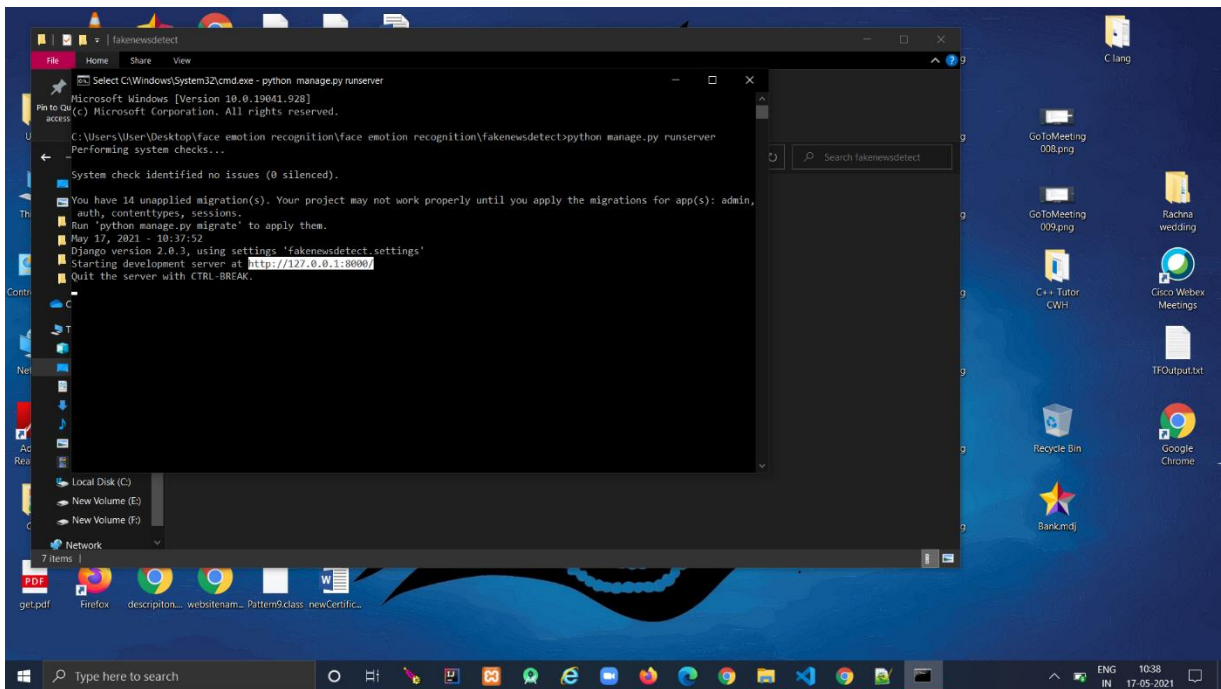 fakenewsdetect
File Home Share View
Select C:\Windows\System32\cmd.exe - python manage.py runserver
Microsoft Windows [Version 10.0.19041.928]
(c) Microsoft Corporation. All rights reserved.
C:\Users\User\Desktop\face emotion recognition\face emotion recognition\fakenewsdetect>python manage.py runserver
Performing system checks...
System check identified no issues (0 silenced).
You have 14 unapplied migration(s). Your project may not work properly until you apply the migrations for app(s): admin,
auth, contenttypes, sessions.
Run 'python manage.py migrate' to apply them.
May 17, 2021 - 10:37:52
Django version 2.0.3, using settings 'fakenewsdetect.settings'
Starting development server at http://127.0.0.1:8000/
Quit the server with CTRL-BREAK.
Pin to Qu
access
Search fakenewsdetect
Local Disk (C:)
New Volume (E:)
New Volume (F:)
Network
7 items
C lang
GoToMeeting
008.png
GoToMeeting
009.png
Rachna
wedding
C++ Tutor
CWH
Cisco Webex
Meetings
TFOutput.txt
Recycle Bin
Google
Chrome
Bank.mdj
PDF
get.pdf
Firefox
descripiton...
websitenam...
Pattern9.class
newCertific...
Type here to search
ENG
IN
10:38
17-05-2021